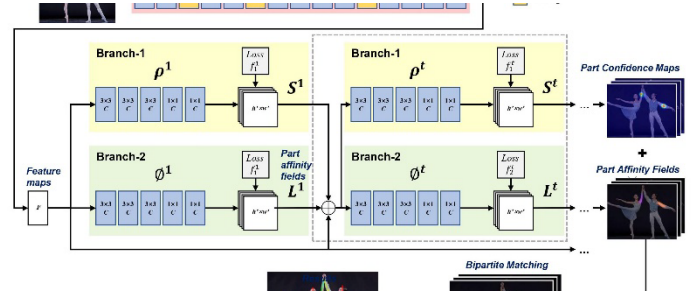 Branch-1
Loss
f₁¹
ρ¹
S¹
3×3 C
3×3 C
3×3 C
1×1 C
1×1 C
h'×w'
Branch-1
Loss
ρᵗ
Sᵗ
3×3 C
3×3 C
3×3 C
1×1 C
1×1 C
h'×w'
...
Part Confidence Maps
+
Branch-2
Loss
∅¹
Part
affinity
fields
L¹
3×3 C
3×3 C
3×3 C
1×1 C
1×1 C
h'×w'
Branch-2
Loss
f₂ᵗ
∅ᵗ
Lᵗ
3×3 C
3×3 C
3×3 C
1×1 C
1×1 C
h'×w'
...
Part Affinity Fields
Feature
maps
F
...
Bipartite Matching